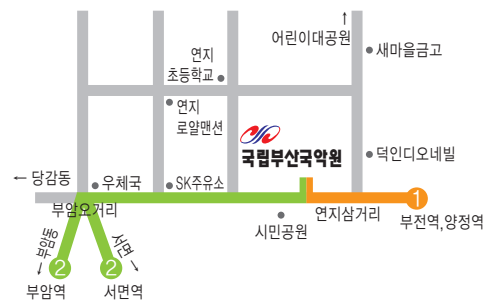 ↑
어린이대공원
새마을금고
연지
초등학교
연지
로얄맨션
국립부산국악원
덕인디오네빌
← 당감동
우체국
SK주유소
부암오거리
시민공원
연지삼거리
1
부전역,양정역
← 부암동
서면 →
2
2
부암역
서면역